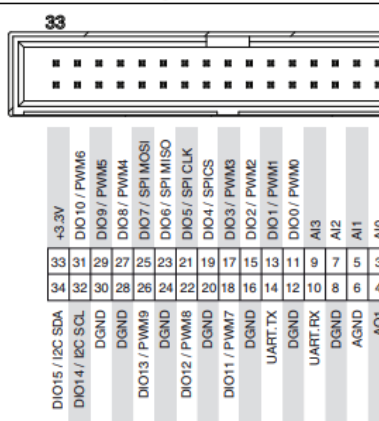 33
+3.3V
DIO10 / PWM6
DIO9 / PWM5
DIO8 / PWM4
DIO7 / SPI MOSI
DIO6 / SPI MISO
DIO5 / SPI CLK
DIO4 / SPICS
DIO3 / PWM3
DIO2 / PWM2
DIO1 / PWM1
DIO0 / PWM0
AI3
AI2
AI1
33 31 29 27 25 23 21 19 17 15 13 11 9 7 5 3
34 32 30 28 26 24 22 20 18 16 14 12 10 8 6 4
DIO15 / I2C SDA
DIO14 / I2C SCL
DGND
DGND
DIO13 / PWM9
DGND
DIO12 / PWM8
DGND
DIO11 / PWM7
DGND
UART.TX
DGND
UART.RX
DGND
AGND